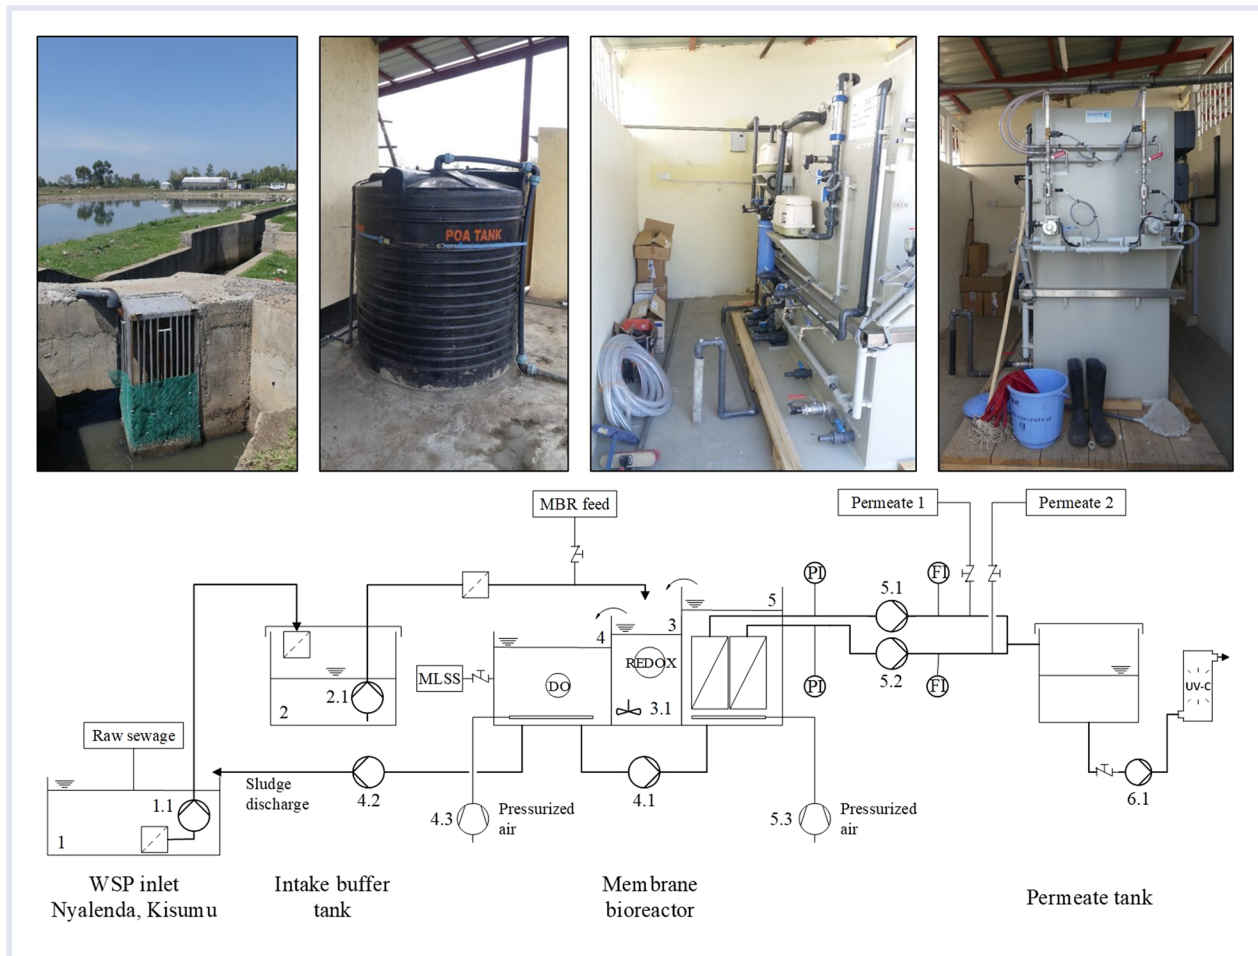 POA TANK
MBR feed
Permeate 1
Permeate 2
PI
5.1
FI
5
3
4
REDOX
MLSS
DO
3.1
2.1
2
PI
5.2
FI
UV-C
Raw sewage
Sludge
discharge
4.2
4.1
6.1
1.1
1
4.3
Pressurized
air
5.3
Pressurized
air
WSP inlet
Nyalenda, Kisumu
Intake buffer
tank
Membrane
bioreactor
Permeate tank